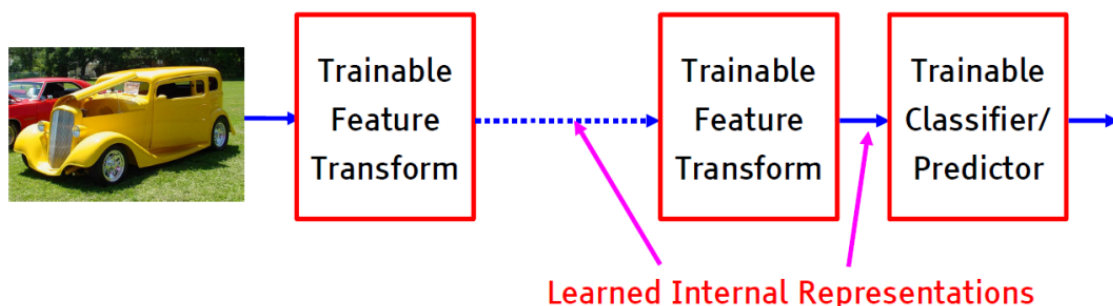 Trainable
Feature
Transform
Trainable
Feature
Transform
Trainable
Classifier/
Predictor
Learned Internal Representations